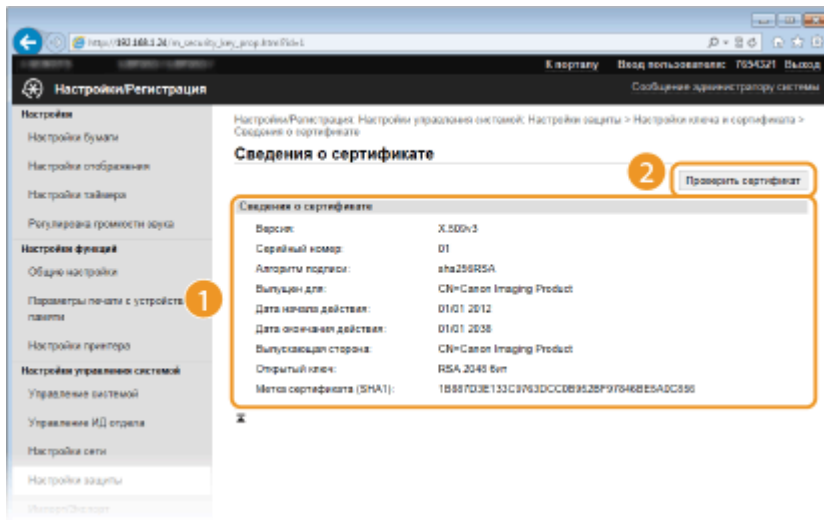 http://192.168.1.24/m_security_key_prop.html?id=1
К порталу Вход пользователя: 7654321 Выход
Настройки/Регистрация
Сообщение администратору системы
Настройки
Настройки бумаги
Настройки отображения
Настройки таймера
Регулировка громкости звука
Настройки функций
Общие настройки
Параметры печати с устройств
памяти
Настройки принтера
Настройки управления системой
Управление системой
Управление ИД отдела
Настройки сети
Настройки защиты
Импорт/Экспорт
Настройки/Регистрация: Настройки управления системой: Настройки защиты > Настройки ключа и сертификата >
Сведения о сертификате
Сведения о сертификате
2
Проверить сертификат
1
Сведения о сертификате
Версия: X.509v3
Серийный номер: 01
Алгоритм подписи: sha256RSA
Выпущен для: CN=Canon Imaging Product
Дата начала действия: 01/01 2012
Дата окончания действия: 01/01 2038
Выпускающая сторона: CN=Canon Imaging Product
Открытый ключ: RSA 2048 бит
Метка сертификата (SHA1):